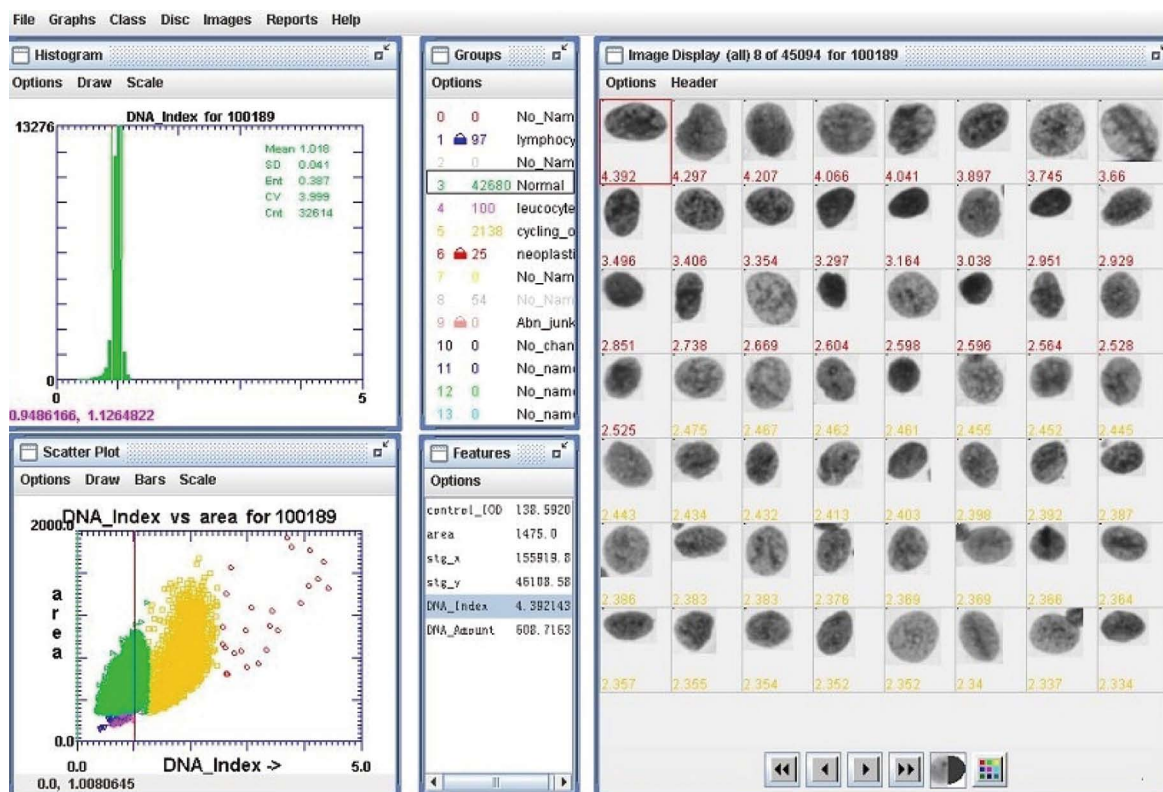 File Graphs Class Disc Images Reports Help
Histogram
Options Draw Scale
DNA_Index for 100189
13276
Mean 1.018
SD 0.041
Ent 0.387
CV 3.999
Cnt 32614
0
0 5
0.9486166, 1.1264822
Groups
Options
0 0 No_Nam
1 97 lymphocy
2 0 No_Nam
3 42680 Normal
4 100 leucocyte
5 2138 cycling_o
6 25 neoplasti
7 0 No_Nam
8 54 No_Nam
9 0 Abn_junk
10 0 No_chan
11 0 No_name
12 0 No_name
13 0 No_name
Image Display (all) 8 of 45094 for 100189
Options Header
4.392 4.297 4.207 4.066 4.041 3.897 3.745 3.66
3.496 3.406 3.354 3.297 3.164 3.038 2.951 2.929
2.851 2.738 2.669 2.604 2.598 2.596 2.564 2.528
2.525 2.475 2.467 2.462 2.461 2.455 2.452 2.445
2.443 2.434 2.432 2.413 2.403 2.398 2.392 2.387
2.386 2.383 2.383 2.376 2.369 2.369 2.366 2.364
2.357 2.355 2.354 2.352 2.352 2.34 2.337 2.334
Scatter Plot
Options Draw Bars Scale
DNA_Index vs area for 100189
2000.0
area
0.0
0.0 DNA_Index -> 5.0
0.0, 1.0080645
Features
Options
control_IOD 138.5920
area 1475.0
stg_x 155919.8
stg_y 46108.58
DNA_Index 4.392143
DNA_Amount 608.7163